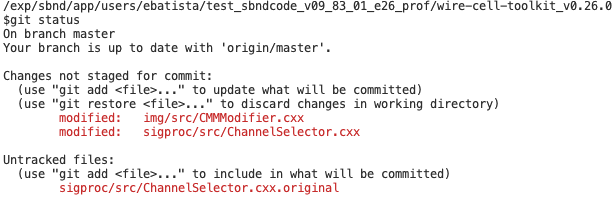 /exp/sbnd/app/users/ebatista/test_sbndcode_v09_83_01_e26_prof/wire-cell-toolkit_v0.26.0
$git status
On branch master
Your branch is up to date with 'origin/master'.
Changes not staged for commit:
(use "git add <file>..." to update what will be committed)
(use "git restore <file>..." to discard changes in working directory)
modified:   img/src/CMMModifier.cxx
modified:   sigproc/src/ChannelSelector.cxx
Untracked files:
(use "git add <file>..." to include in what will be committed)
sigproc/src/ChannelSelector.cxx.original